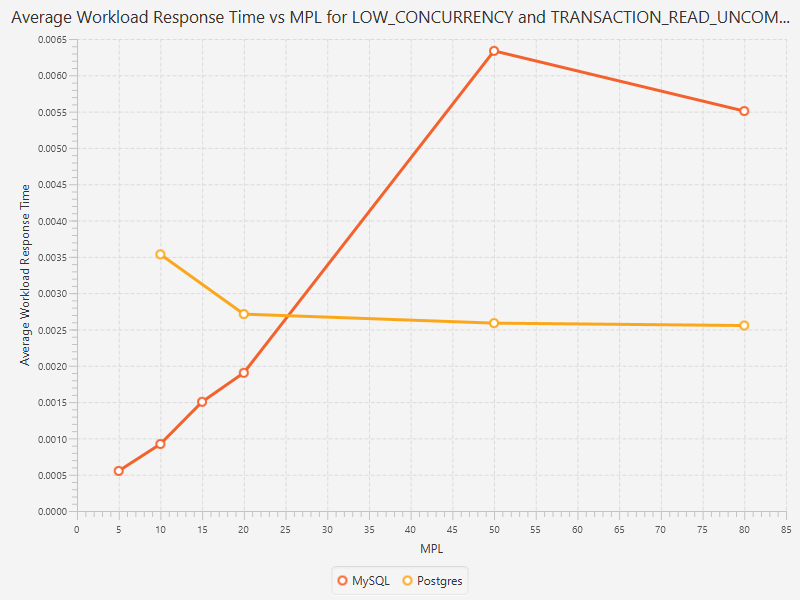 Average Workload Response Time vs MPL for LOW_CONCURRENCY and TRANSACTION_READ_UNCOM...
0.0065
0.0060
0.0055
0.0050
0.0045
0.0040
0.0035
0.0030
0.0025
0.0020
0.0015
0.0010
0.0005
0.0000
Average Workload Response Time
0 5 10 15 20 25 30 35 40 45 50 55 60 65 70 75 80 85
MPL
MySQL Postgres